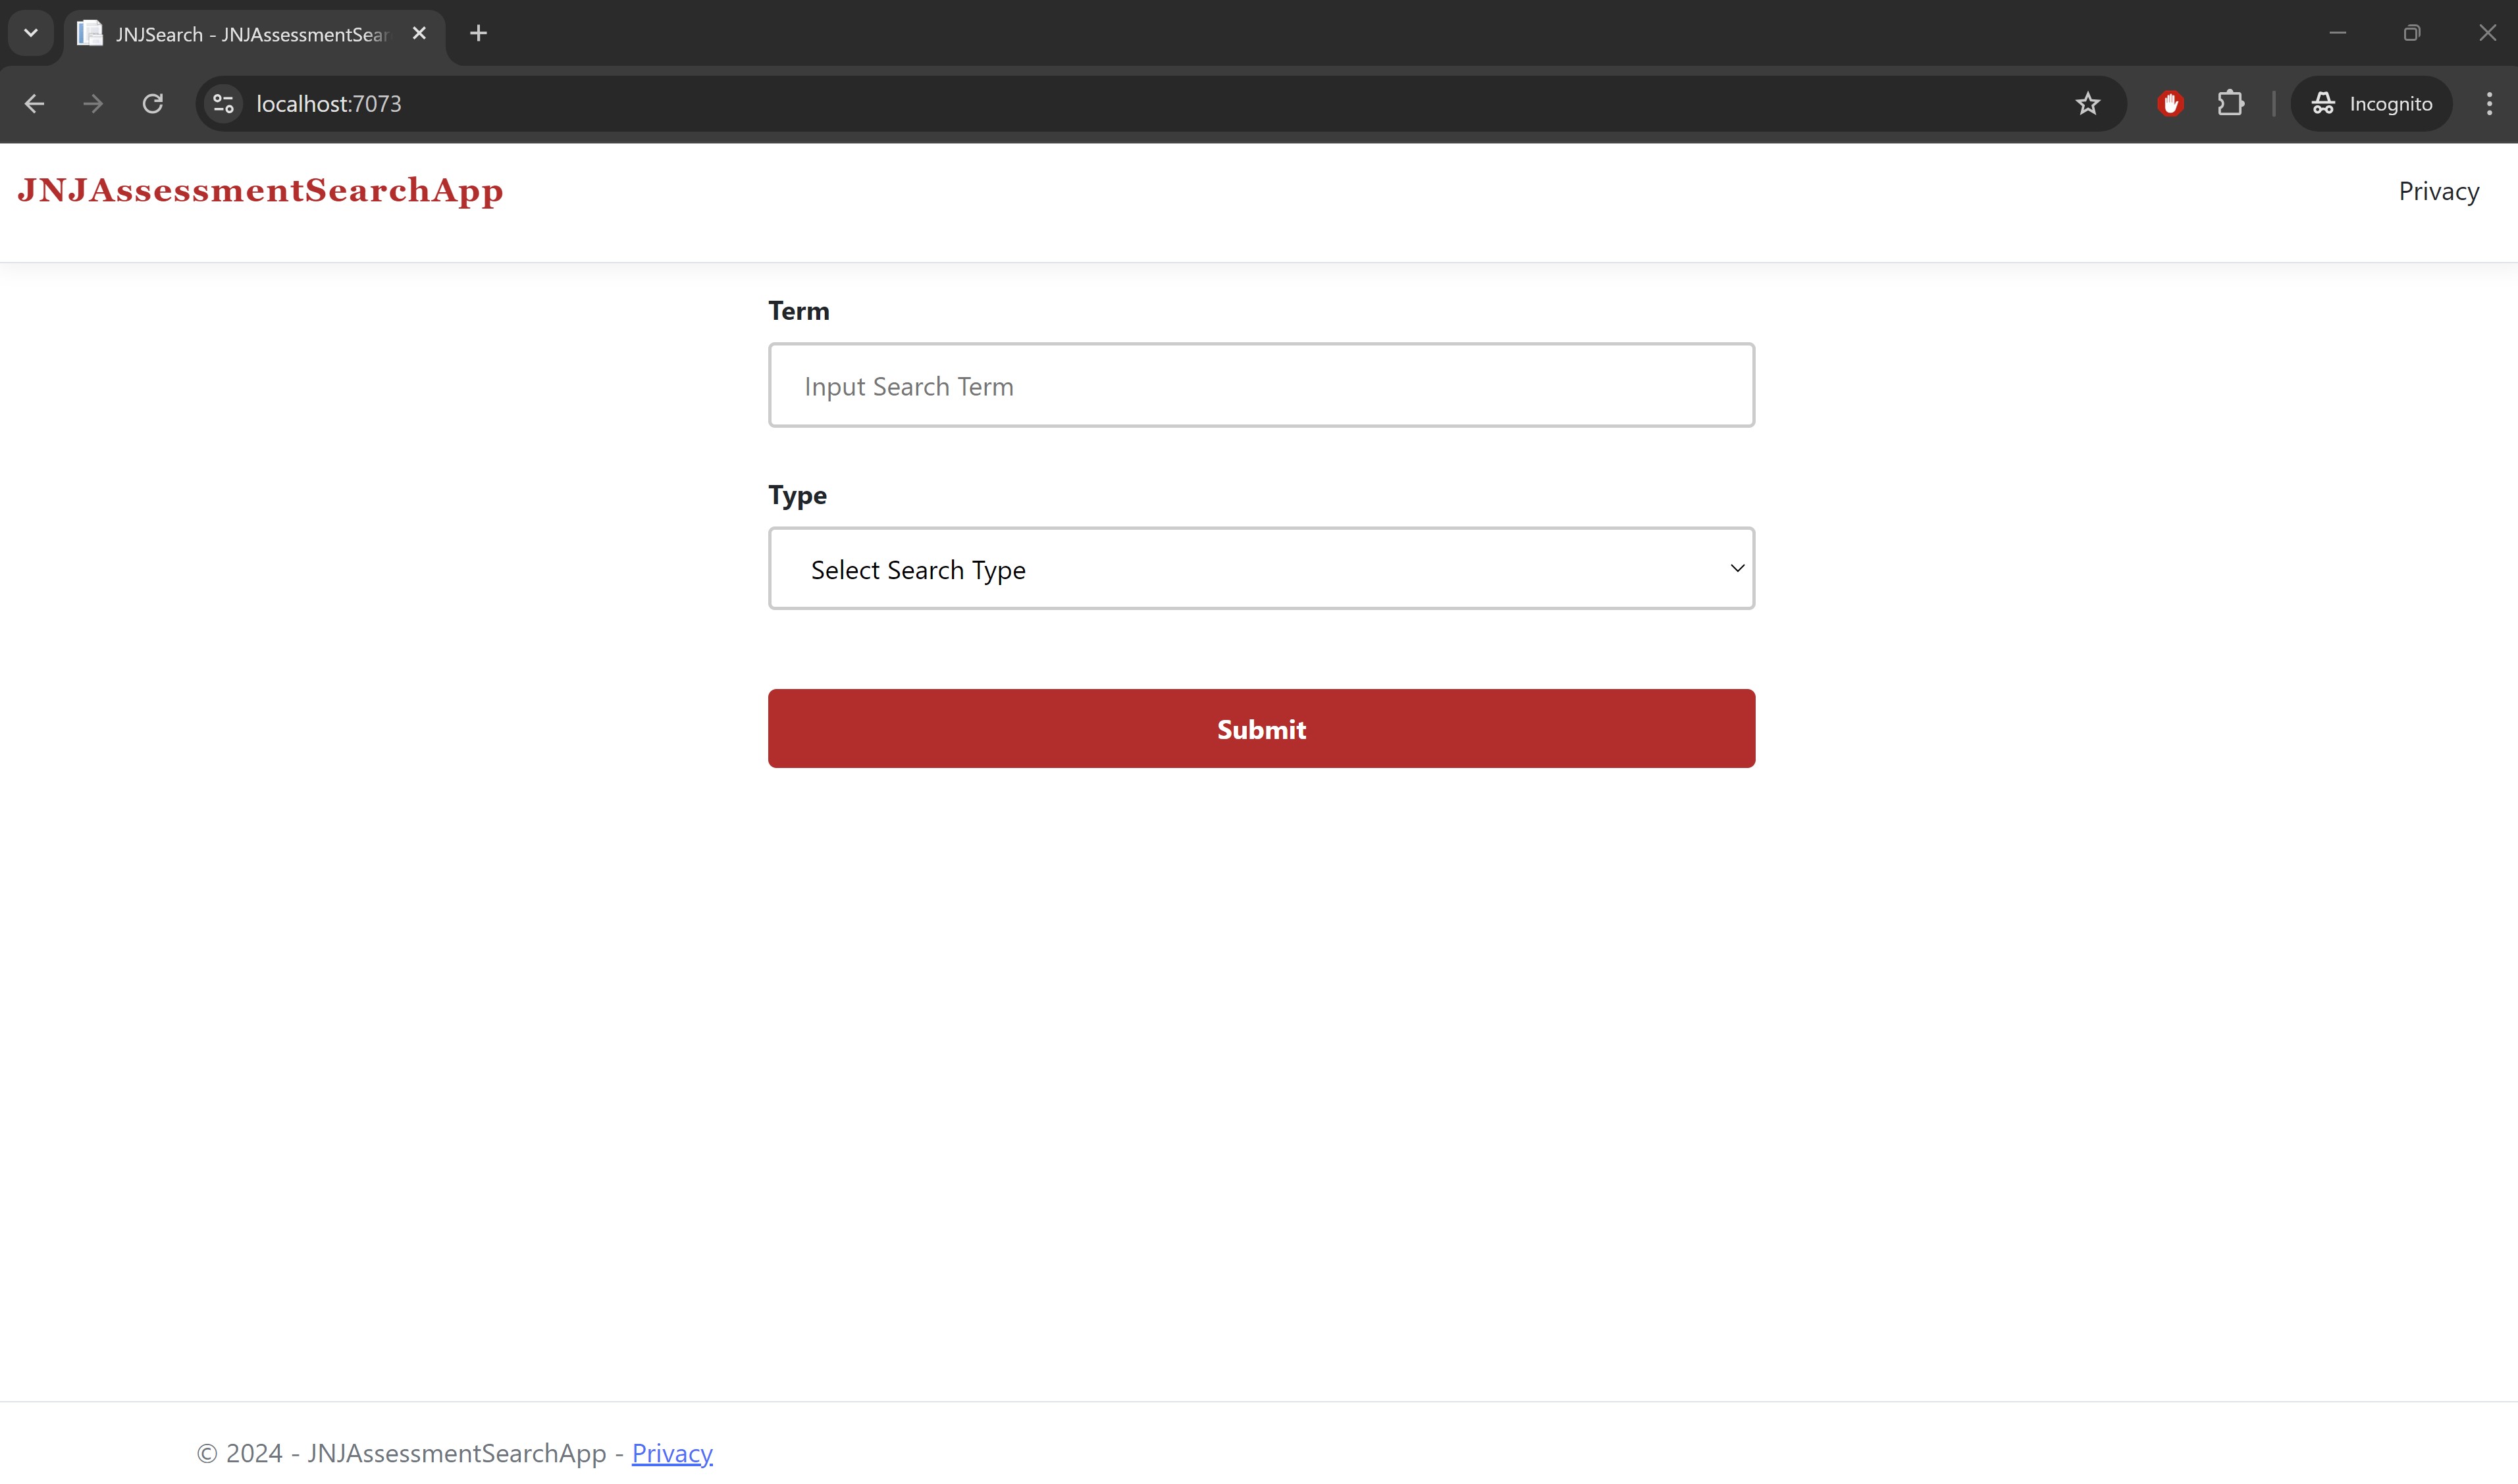 JNJSearch - JNJAssessmentSear
localhost:7073
Incognito
JNJAssessmentSearchApp
Privacy
Term
Input Search Term
Type
Select Search Type
Submit
© 2024 - JNJAssessmentSearchApp - Privacy